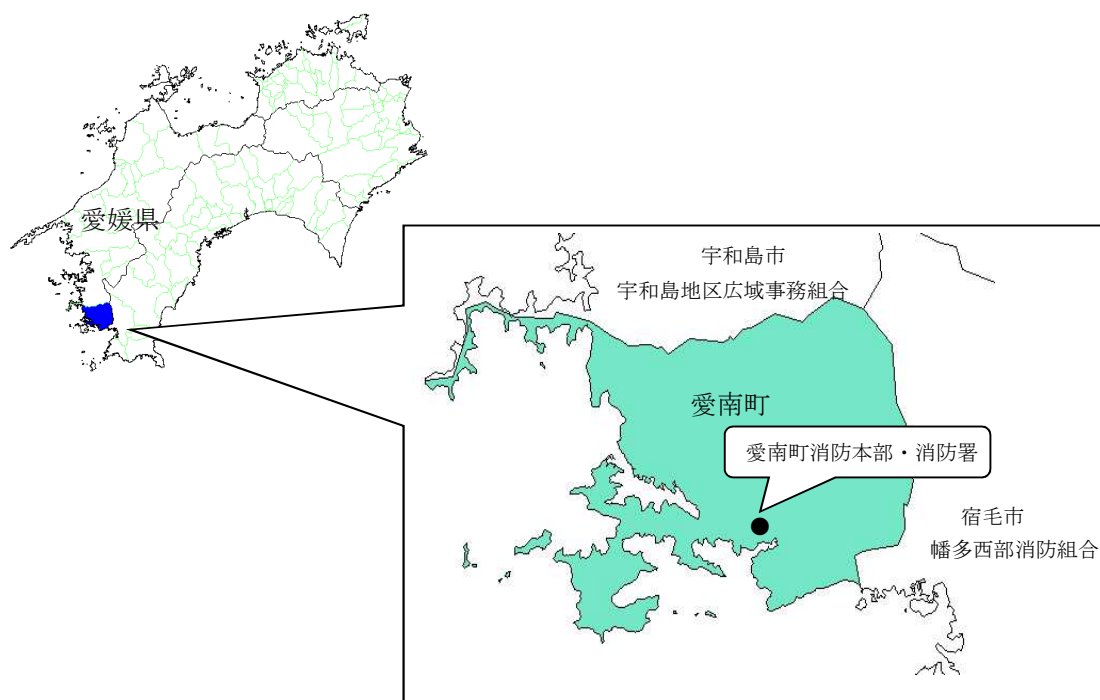 愛媛県
宇和島市
宇和島地区広域事務組合
愛南町
愛南町消防本部・消防署
宿毛市
幡多西部消防組合